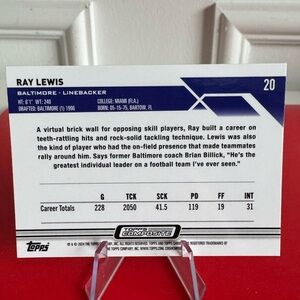 RAY LEWIS
BALTIMORE - LINEBACKER
20
HT: 6'1" WT: 240 COLLEGE: MIAMI (FLA.)
DRAFTED: BALTIMORE (1) 1996 BORN: 05-15-75, BARTOW, FL
A virtual brick wall for opposing skill players, Ray built a career on
teeth-rattling hits and rock-solid tackling technique. Lewis was also
the kind of player who had the on-field presence that made teammates
rally around him. Says former Baltimore coach Brian Billick, "He's the
greatest individual leader on a football team I've ever seen."
G TCK SCK PD FF INT
Career Totals 228 2050 41.5 119 19 31
Topps
TOPPS
COMPOSITE